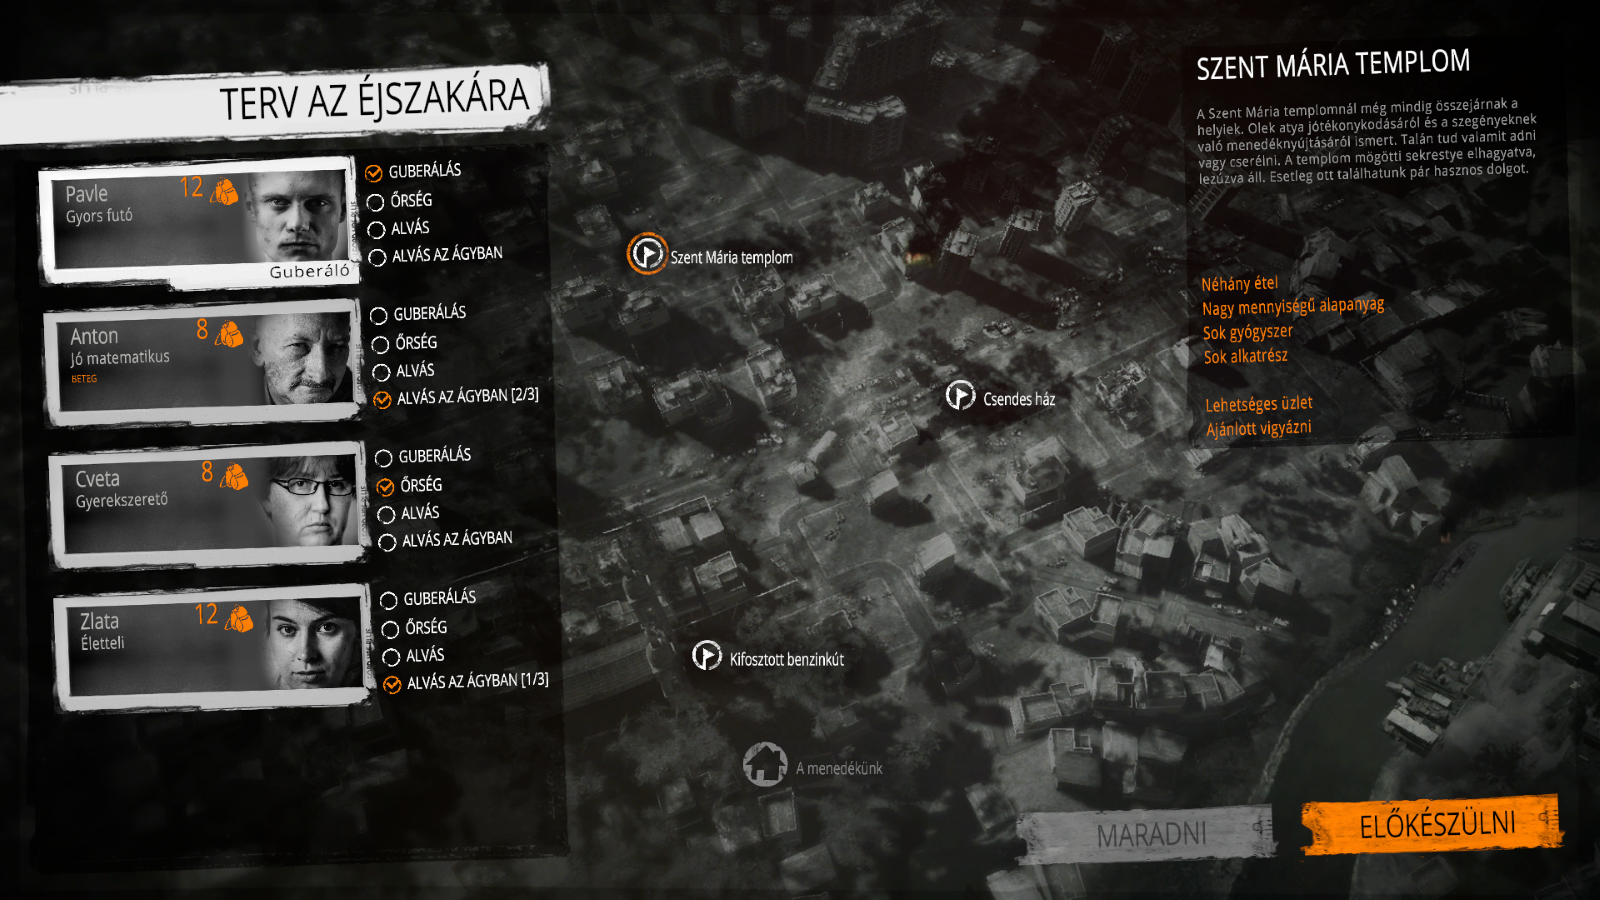 TERV AZ ÉJSZAKÁRA
Pavle
12
Gyors futó
Guberáló
GUBERÁLÁS
ŐRSÉG
ALVÁS
ALVÁS AZ ÁGYBAN
Anton
8
Jó matematikus
BETEG
GUBERÁLÁS
ŐRSÉG
ALVÁS
ALVÁS AZ ÁGYBAN [2/3]
Cveta
8
Gyerekszerető
GUBERÁLÁS
ŐRSÉG
ALVÁS
ALVÁS AZ ÁGYBAN
Zlata
12
Életteli
GUBERÁLÁS
ŐRSÉG
ALVÁS
ALVÁS AZ ÁGYBAN [1/3]
Szent Mária templom
Csendes ház
Kifosztott benzinkút
A menedékünk
SZENT MÁRIA TEMPLOM
A Szent Mária templomnál még mindig összejárnak a
helyiek. Olek atya jótékonykodásáról és a szegényeknek
való menedéknyújtásáról ismert. Talán tud valamit adni
vagy cserélni. A templom mögötti sekrestye elhagyatva,
lezúzva áll. Esetleg ott találhatunk pár hasznos dolgot.
Néhány étel
Nagy mennyiségű alapanyag
Sok gyógyszer
Sok alkatrész
Lehetséges üzlet
Ajánlott vigyázni
MARADNI
ELŐKÉSZÜLNI